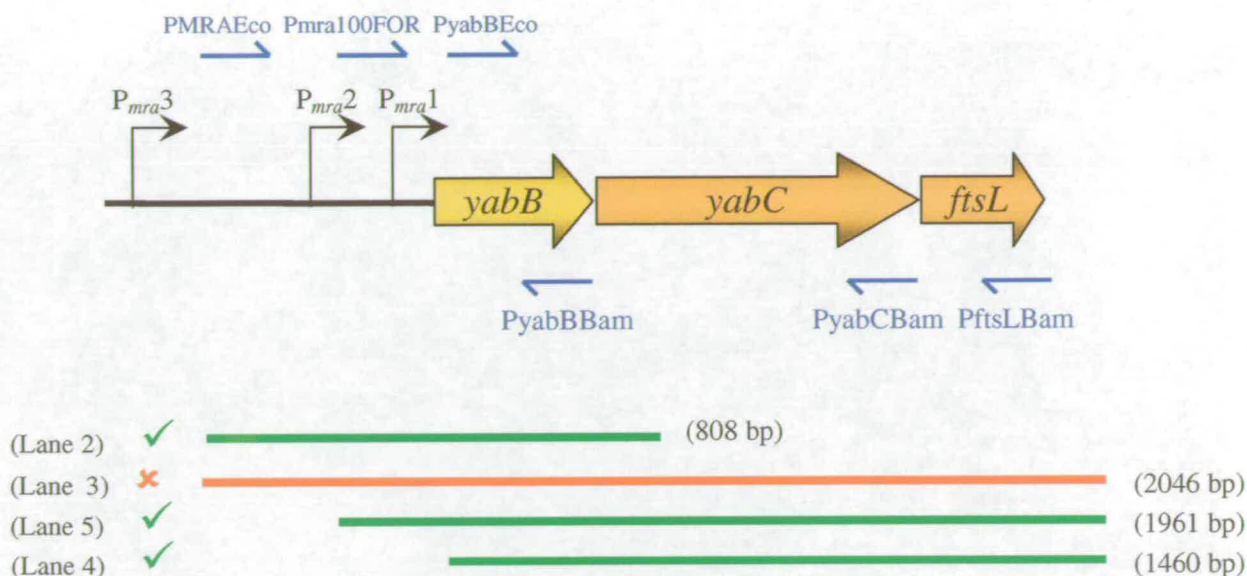 PMRAEco Pmra100FOR PyabBEco
Pmra3 Pmra2 Pmra1
yabB yabC ftsL
PyabBBam PyabCBam PftsLBam
(Lane 2) ✓ (808 bp)
(Lane 3) ✗ (2046 bp)
(Lane 5) ✓ (1961 bp)
(Lane 4) ✓ (1460 bp)